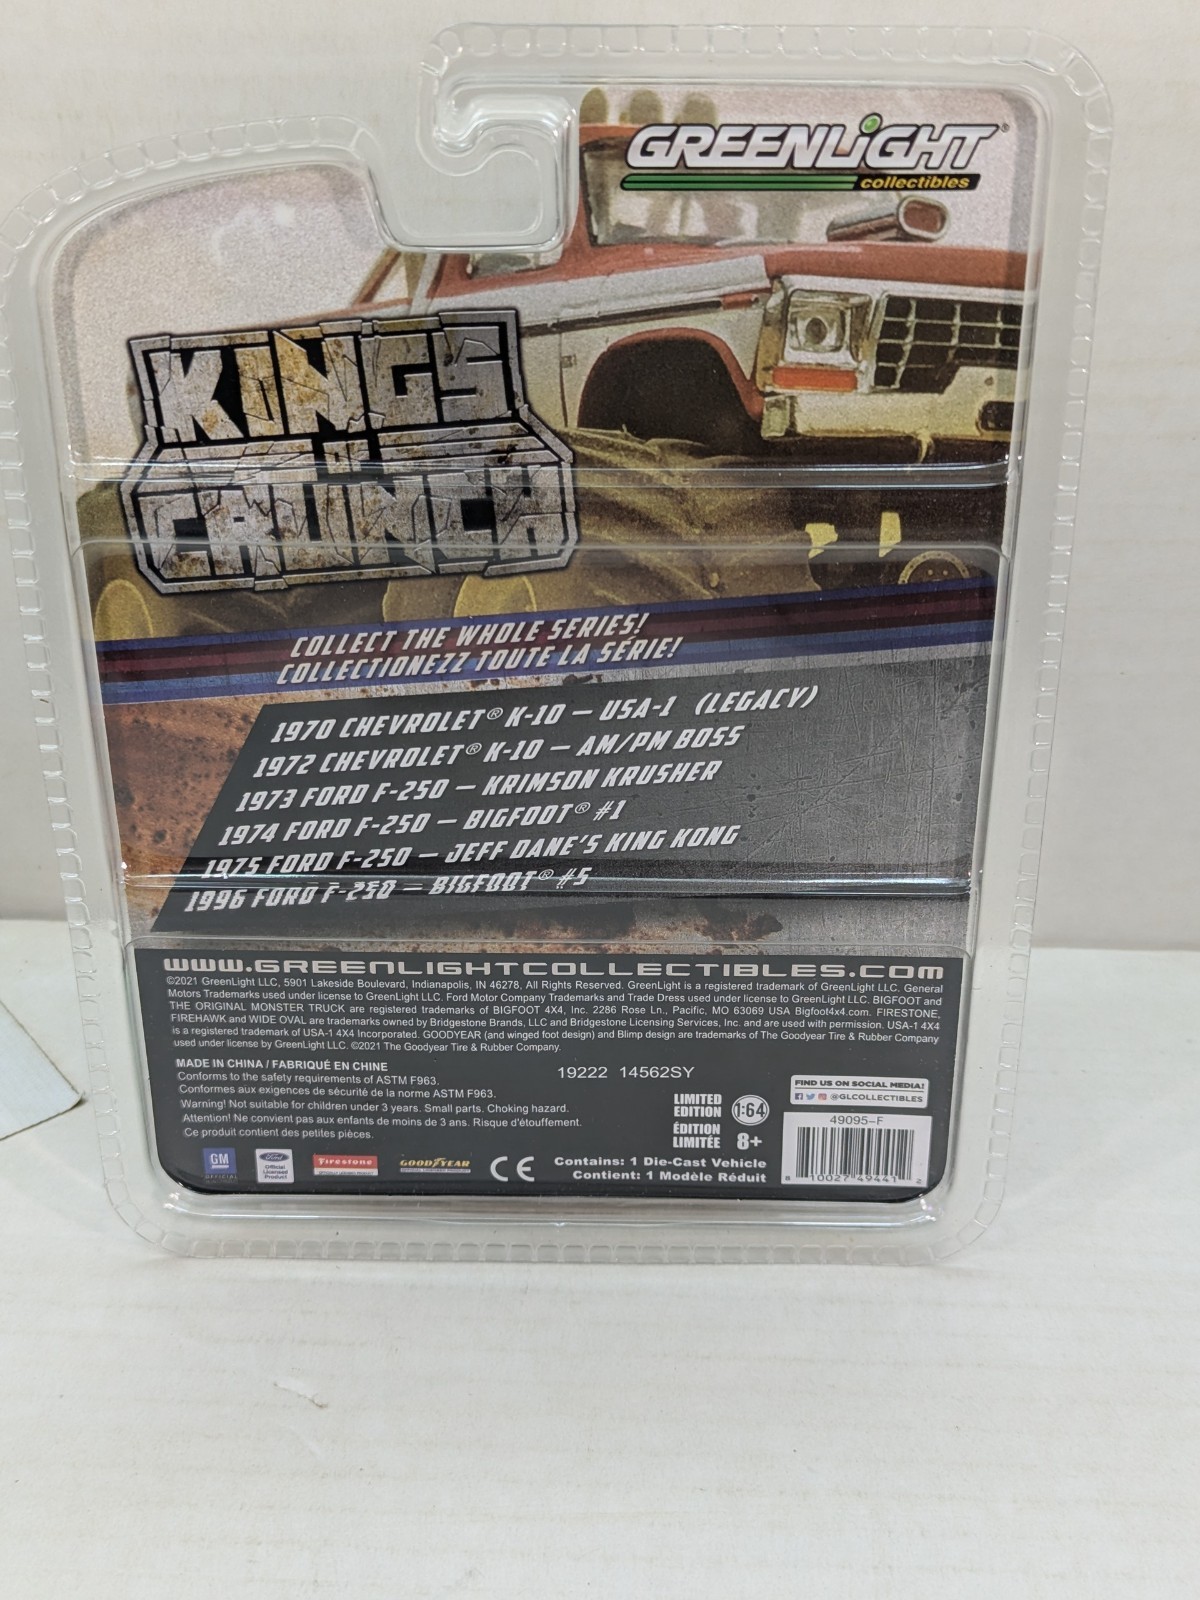 GREENLiGHT®
collectibles
KINGS
OF
CRUNCH
COLLECT THE WHOLE SERIES!
COLLECTIONEZZ TOUTE LA SÉRIE!
1970 CHEVROLET® K-10 – USA-1 (LEGACY)
1972 CHEVROLET® K-10 – AM/PM BOSS
1973 FORD F-250 – KRIMSON KRUSHER
1974 FORD F-250 – BIGFOOT® #1
1975 FORD F-250 – JEFF DANE'S KING KONG
1996 FORD F-250 – BIGFOOT® #5
WWW.GREENLIGHTCOLLECTIBLES.COM
©2021 GreenLight LLC, 5901 Lakeside Boulevard, Indianapolis, IN 46278, All Rights Reserved. GreenLight is a registered trademark of GreenLight LLC. General
Motors Trademarks used under license to GreenLight LLC. Ford Motor Company Trademarks and Trade Dress used under license to GreenLight LLC. BIGFOOT and
THE ORIGINAL MONSTER TRUCK are registered trademarks of BIGFOOT 4X4, Inc. 2286 Rose Ln., Pacific, MO 63069 USA Bigfoot4x4.com. FIRESTONE,
FIREHAWK and WIDE OVAL are trademarks owned by Bridgestone Brands, LLC and Bridgestone Licensing Services, Inc. and are used with permission. USA-1 4X4
is a registered trademark of USA-1 4X4 Incorporated. GOODYEAR (and winged foot design) and Blimp design are trademarks of The Goodyear Tire & Rubber Company
used under license by GreenLight LLC. ©2021 The Goodyear Tire & Rubber Company.
MADE IN CHINA / FABRIQUÉ EN CHINE
Conforms to the safety requirements of ASTM F963.
Conformes aux exigences de sécurité de la norme ASTM F963.
Warning! Not suitable for children under 3 years. Small parts. Choking hazard.
Attention! Ne convient pas aux enfants de moins de 3 ans. Risque d'étouffement.
Ce produit contient des petites pièces.
19222 14562SY
LIMITED
EDITION
ÉDITION
LIMITÉE
1:64
8+
FIND US ON SOCIAL MEDIA!
@GLCOLLECTIBLES
49095-F
8 10027 49441 2
GM
OFFICIAL
Ford
Official
Licensed
Product
Firestone
GOODYEAR
CE
Contains: 1 Die-Cast Vehicle
Contient: 1 Modèle Réduit